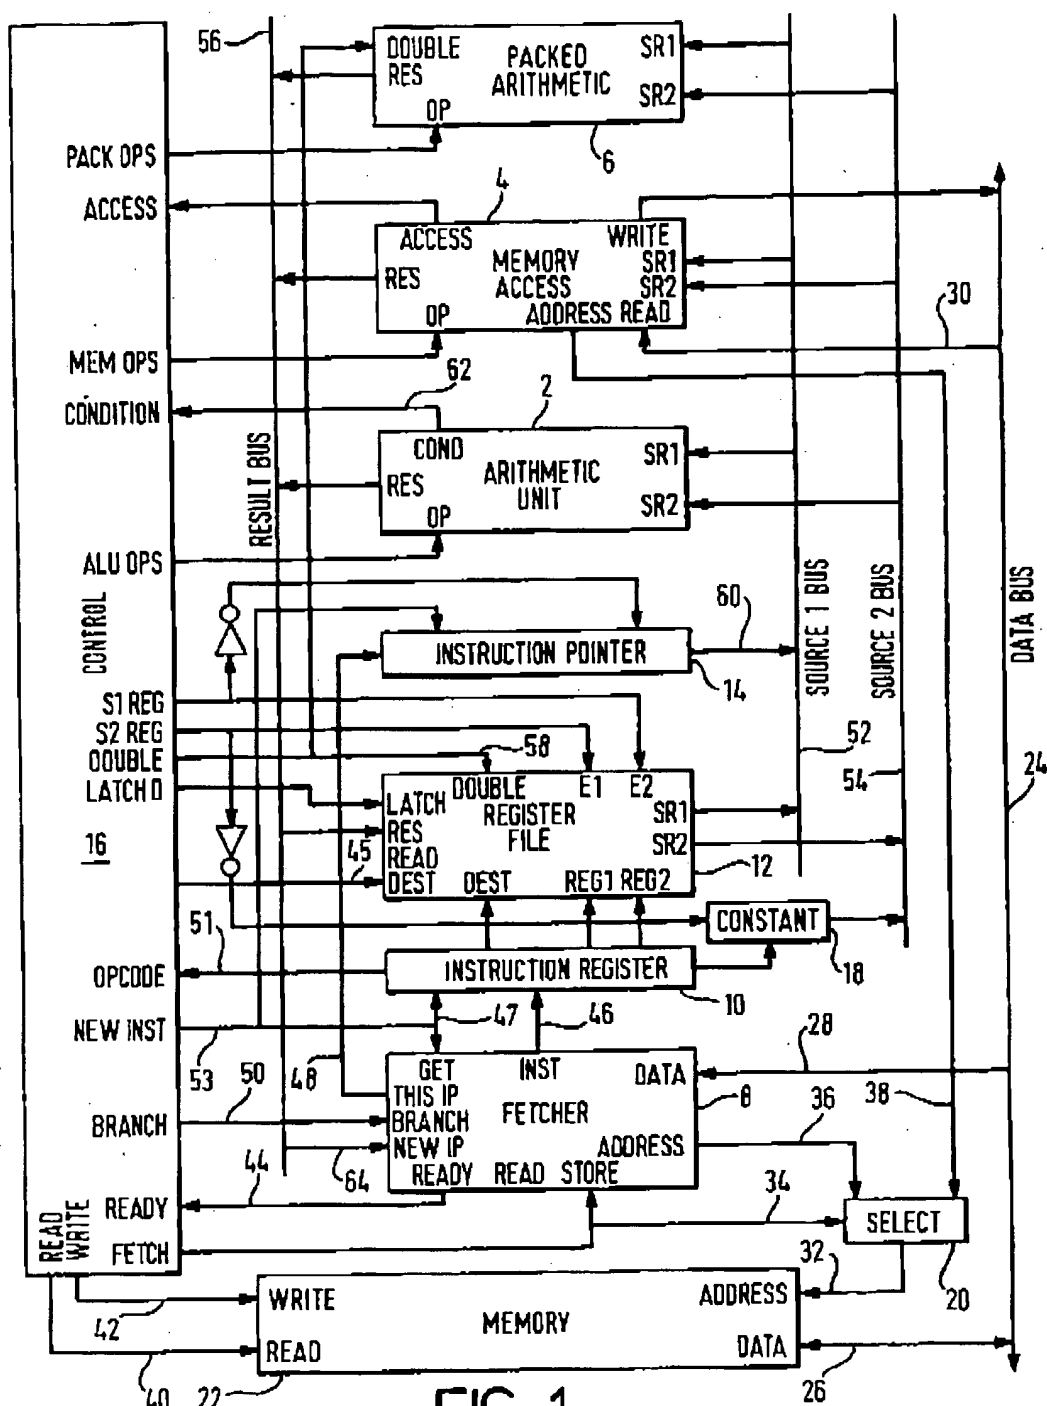 56
DOUBLE
PACKED
SR1
RES
ARITHMETIC
SR2
OP
PACK OPS
6
ACCESS
4
ACCESS
WRITE
MEMORY
SR1
RES
ACCESS
SR2
OP
ADDRESS READ
30
MEM OPS
62
CONDITION
2
COND
ARITHMETIC
SR1
RES
UNIT
SR2
OP
RESULT BUS
ALU OPS
CONTROL
60
SOURCE 1 BUS
SOURCE 2 BUS
DATA BUS
INSTRUCTION POINTER
14
S1 REG
S2 REG
DOUBLE
58
52
54
24
LATCH D
DOUBLE
E1
E2
LATCH
REGISTER
SR1
RES
FILE
SR2
READ
16
45
DEST
DEST
REG1 REG2
12
51
CONSTANT
18
OPCODE
INSTRUCTION REGISTER
10
NEW INST
47
46
53
48
28
GET
INST
DATA
THIS IP
8
50
BRANCH
BRANCH
FETCHER
38
36
NEW IP
ADDRESS
44
64
READY
READ
STORE
34
READY
SELECT
READ
WRITE
FETCH
32
20
WRITE
ADDRESS
42
MEMORY
READ
DATA
40
22
26
FIG. 1